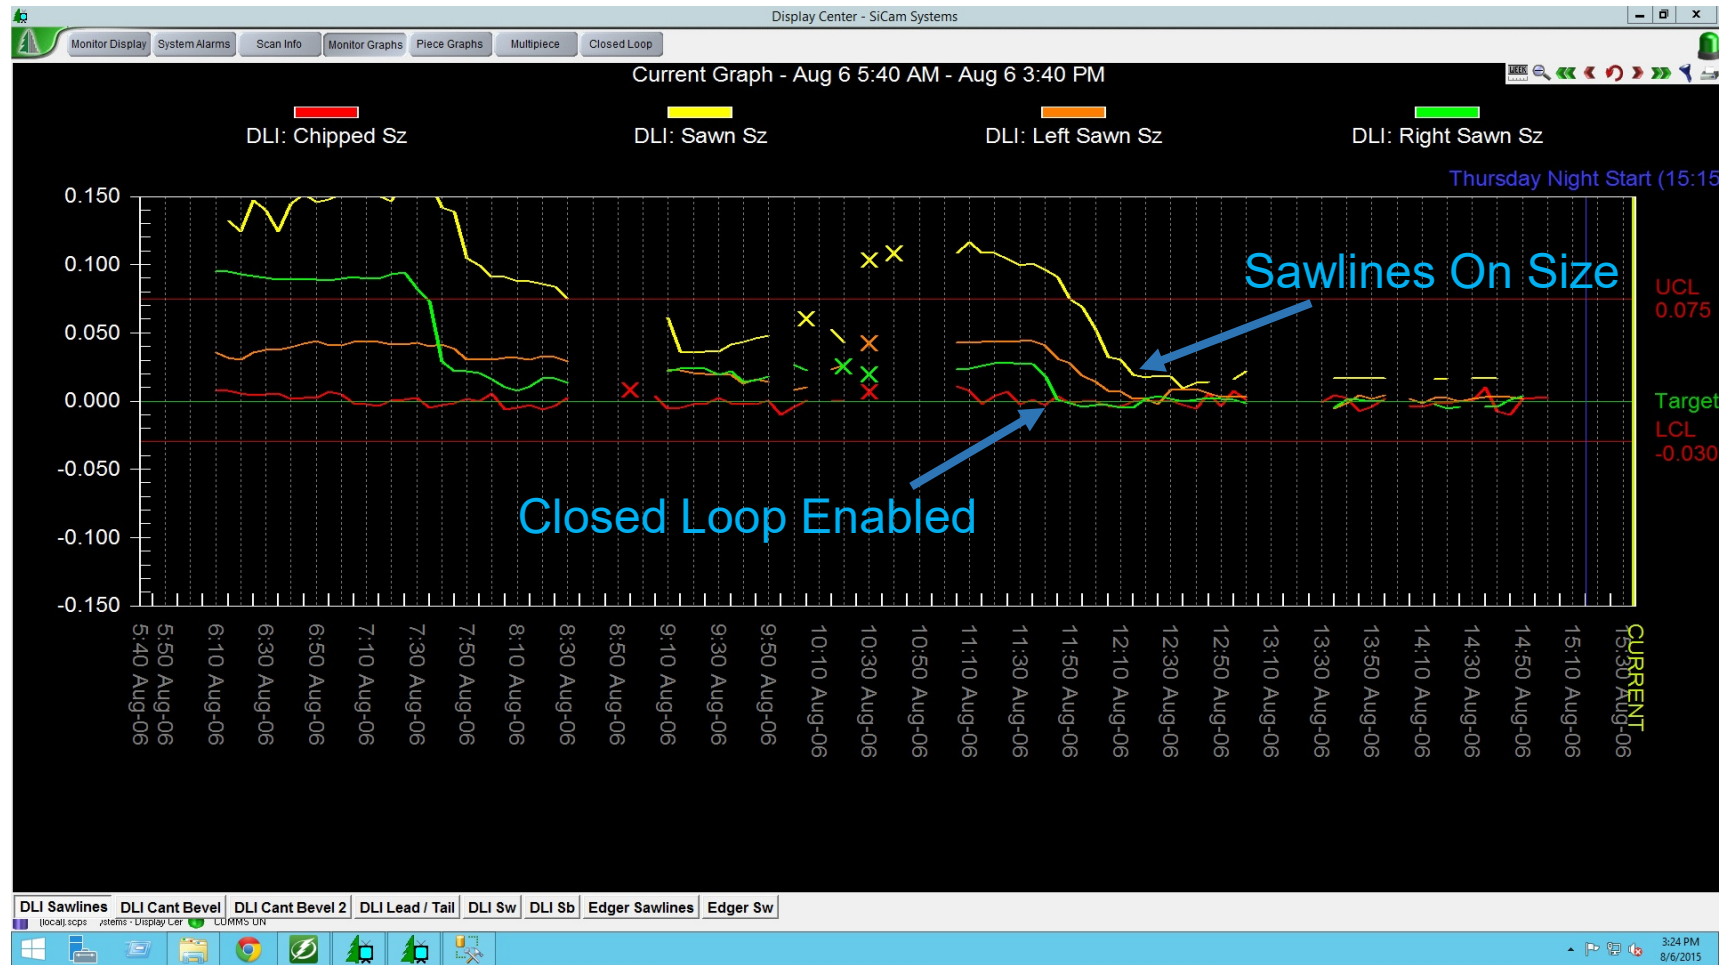 Display Center - SiCam Systems
Monitor Display System Alarms Scan Info Monitor Graphs Piece Graphs Multipiece Closed Loop
Current Graph - Aug 6 5:40 AM - Aug 6 3:40 PM
WEEK
DLI: Chipped Sz DLI: Sawn Sz DLI: Left Sawn Sz DLI: Right Sawn Sz
Thursday Night Start (15:15
0.150
0.100
0.050
0.000
-0.050
-0.100
-0.150
Sawlines On Size
UCL
0.075
Target
LCL
-0.030
Closed Loop Enabled
5:40 Aug-06
5:50 Aug-06
6:10 Aug-06
6:30 Aug-06
6:50 Aug-06
7:10 Aug-06
7:30 Aug-06
7:50 Aug-06
8:10 Aug-06
8:30 Aug-06
8:50 Aug-06
9:10 Aug-06
9:30 Aug-06
9:50 Aug-06
10:10 Aug-06
10:30 Aug-06
10:50 Aug-06
11:10 Aug-06
11:30 Aug-06
11:50 Aug-06
12:10 Aug-06
12:30 Aug-06
12:50 Aug-06
13:10 Aug-06
13:30 Aug-06
13:50 Aug-06
14:10 Aug-06
14:30 Aug-06
14:50 Aug-06
15:10 Aug-06
15:30 Aug-06
CURRENT
DLI Sawlines DLI Cant Bevel DLI Cant Bevel 2 DLI Lead / Tail DLI Sw DLI Sb Edger Sawlines Edger Sw
3:24 PM
8/6/2015